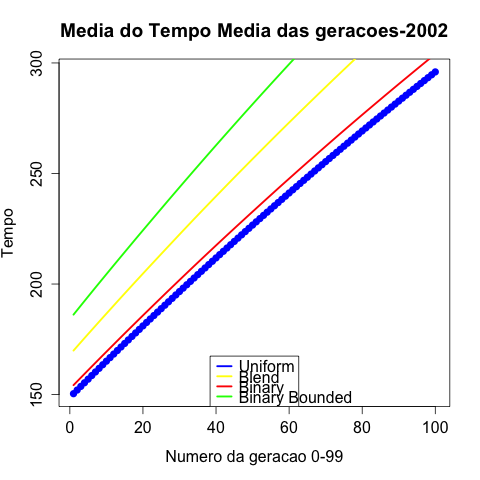 Media do Tempo Media das geracoes-2002
Tempo
300
250
200
150
Uniform
Blend
Binary
Binary Bounded
0 20 40 60 80 100
Numero da geracao 0-99